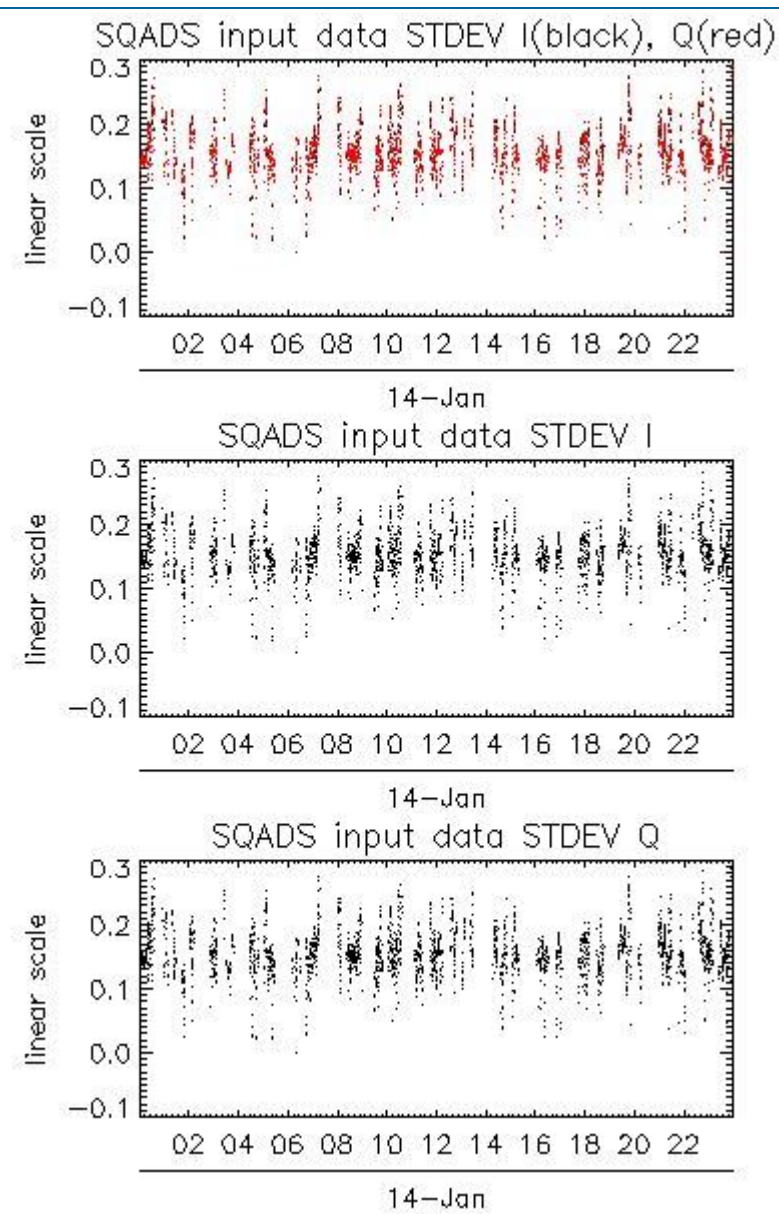 SQADS input data STDEV I(black), Q(red)
0.3
0.2
0.1
0.0
−0.1
linear scale
02 04 06 08 10 12 14 16 18 20 22
14−Jan
SQADS input data STDEV I
0.3
0.2
0.1
0.0
−0.1
linear scale
02 04 06 08 10 12 14 16 18 20 22
14−Jan
SQADS input data STDEV Q
0.3
0.2
0.1
0.0
−0.1
linear scale
02 04 06 08 10 12 14 16 18 20 22
14−Jan